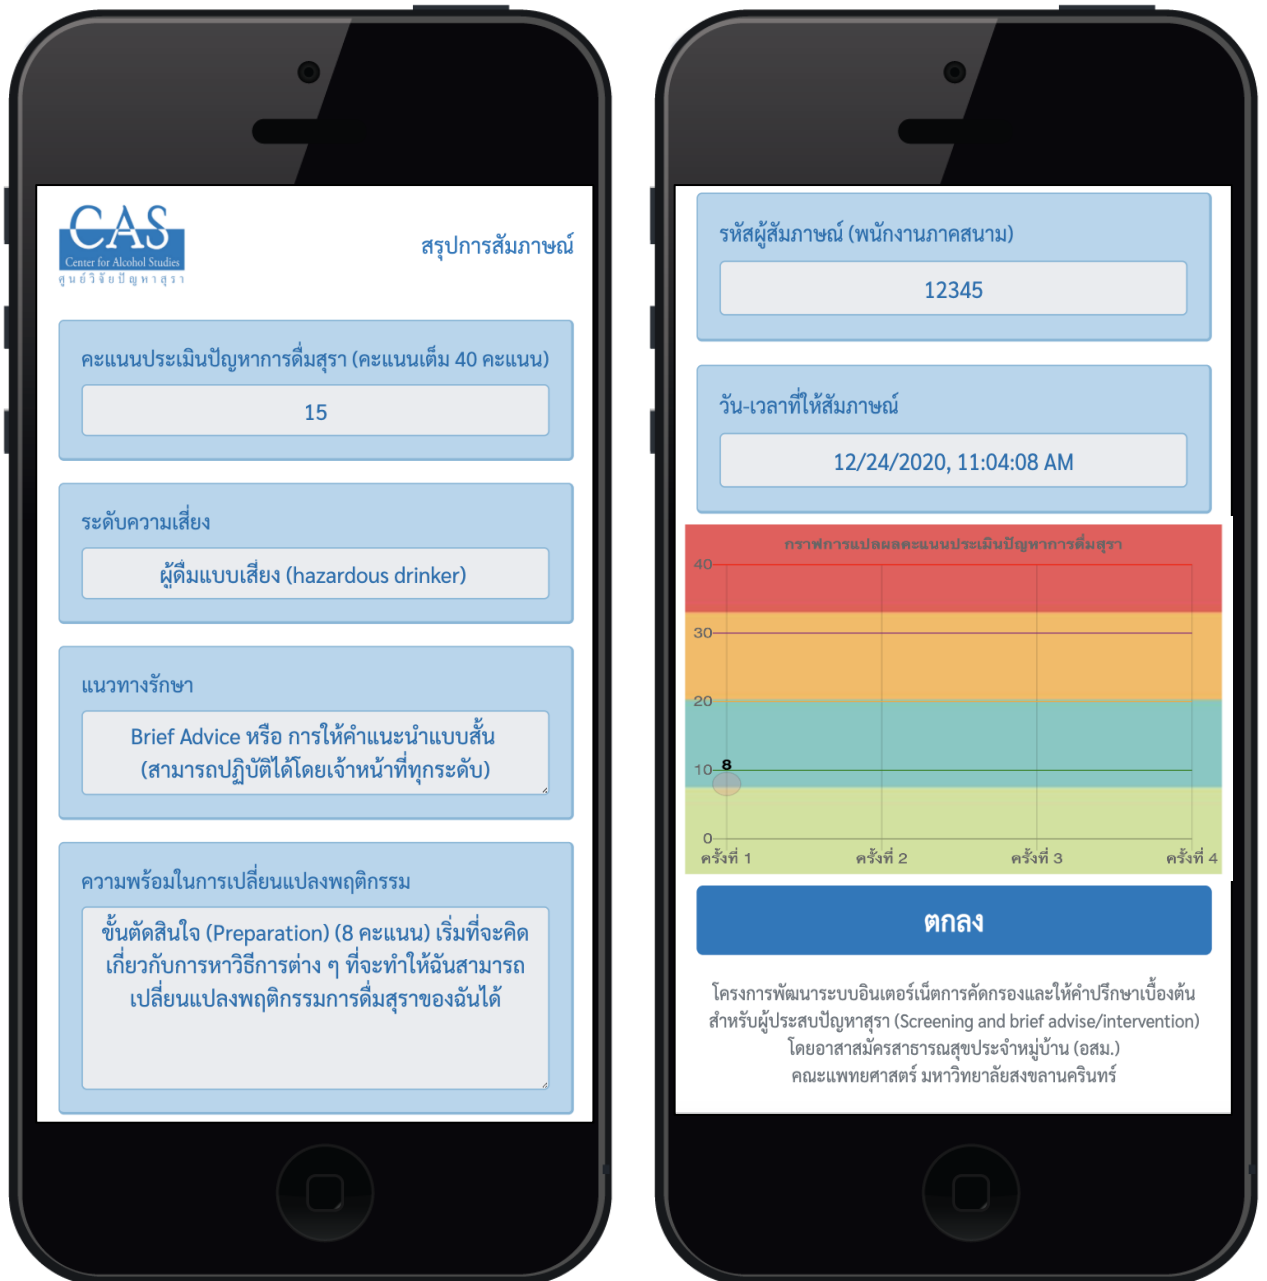 CAS
Center for Alcohol Studies
ศูนย์วิจัยปัญหาสุรา
สรุปการสัมภาษณ์
คะแนนประเมินปัญหาการดื่มสุรา (คะแนนเต็ม 40 คะแนน)
15
ระดับความเสี่ยง
ผู้ดื่มแบบเสี่ยง (hazardous drinker)
แนวทางรักษา
Brief Advice หรือ การให้คำแนะนำแบบสั้น
(สามารถปฏิบัติได้โดยเจ้าหน้าที่ทุกระดับ)
ความพร้อมในการเปลี่ยนแปลงพฤติกรรม
ขั้นตัดสินใจ (Preparation) (8 คะแนน) เริ่มที่จะคิด
เกี่ยวกับการหาวิธีการต่าง ๆ ที่จะทำให้ฉันสามารถ
เปลี่ยนแปลงพฤติกรรมการดื่มสุราของฉันได้
รหัสผู้สัมภาษณ์ (พนักงานภาคสนาม)
12345
วัน-เวลาที่ให้สัมภาษณ์
12/24/2020, 11:04:08 AM
กราฟการแปลผลคะแนนประเมินปัญหาการดื่มสุรา
40
30
20
10
8
0
ครั้งที่ 1 ครั้งที่ 2 ครั้งที่ 3 ครั้งที่ 4
ตกลง
โครงการพัฒนาระบบอินเตอร์เน็ตการคัดกรองและให้คำปรึกษาเบื้องต้น
สำหรับผู้ประสบปัญหาสุรา (Screening and brief advise/intervention)
โดยอาสาสมัครสาธารณสุขประจำหมู่บ้าน (อสม.)
คณะแพทยศาสตร์ มหาวิทยาลัยสงขลานครินทร์